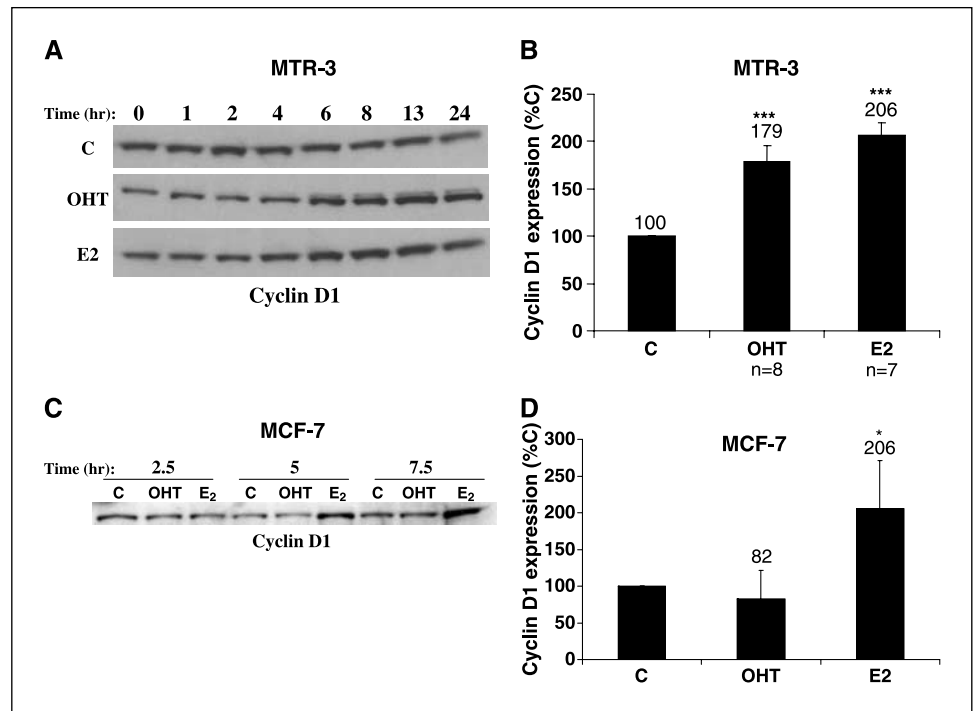 A
MTR-3
Time (hr): 0 1 2 4 6 8 13 24
C
OHT
E2
Cyclin D1
B
MTR-3
Cyclin D1 expression (%C)
250
200
150
100
50
0
100
***
179
***
206
C OHT E2
n=8 n=7
C
MCF-7
Time (hr): 2.5 5 7.5
C OHT E₂ C OHT E₂ C OHT E₂
Cyclin D1
D
MCF-7
Cyclin D1 expression (%C)
300
250
200
150
100
50
0
82
*
206
C OHT E2